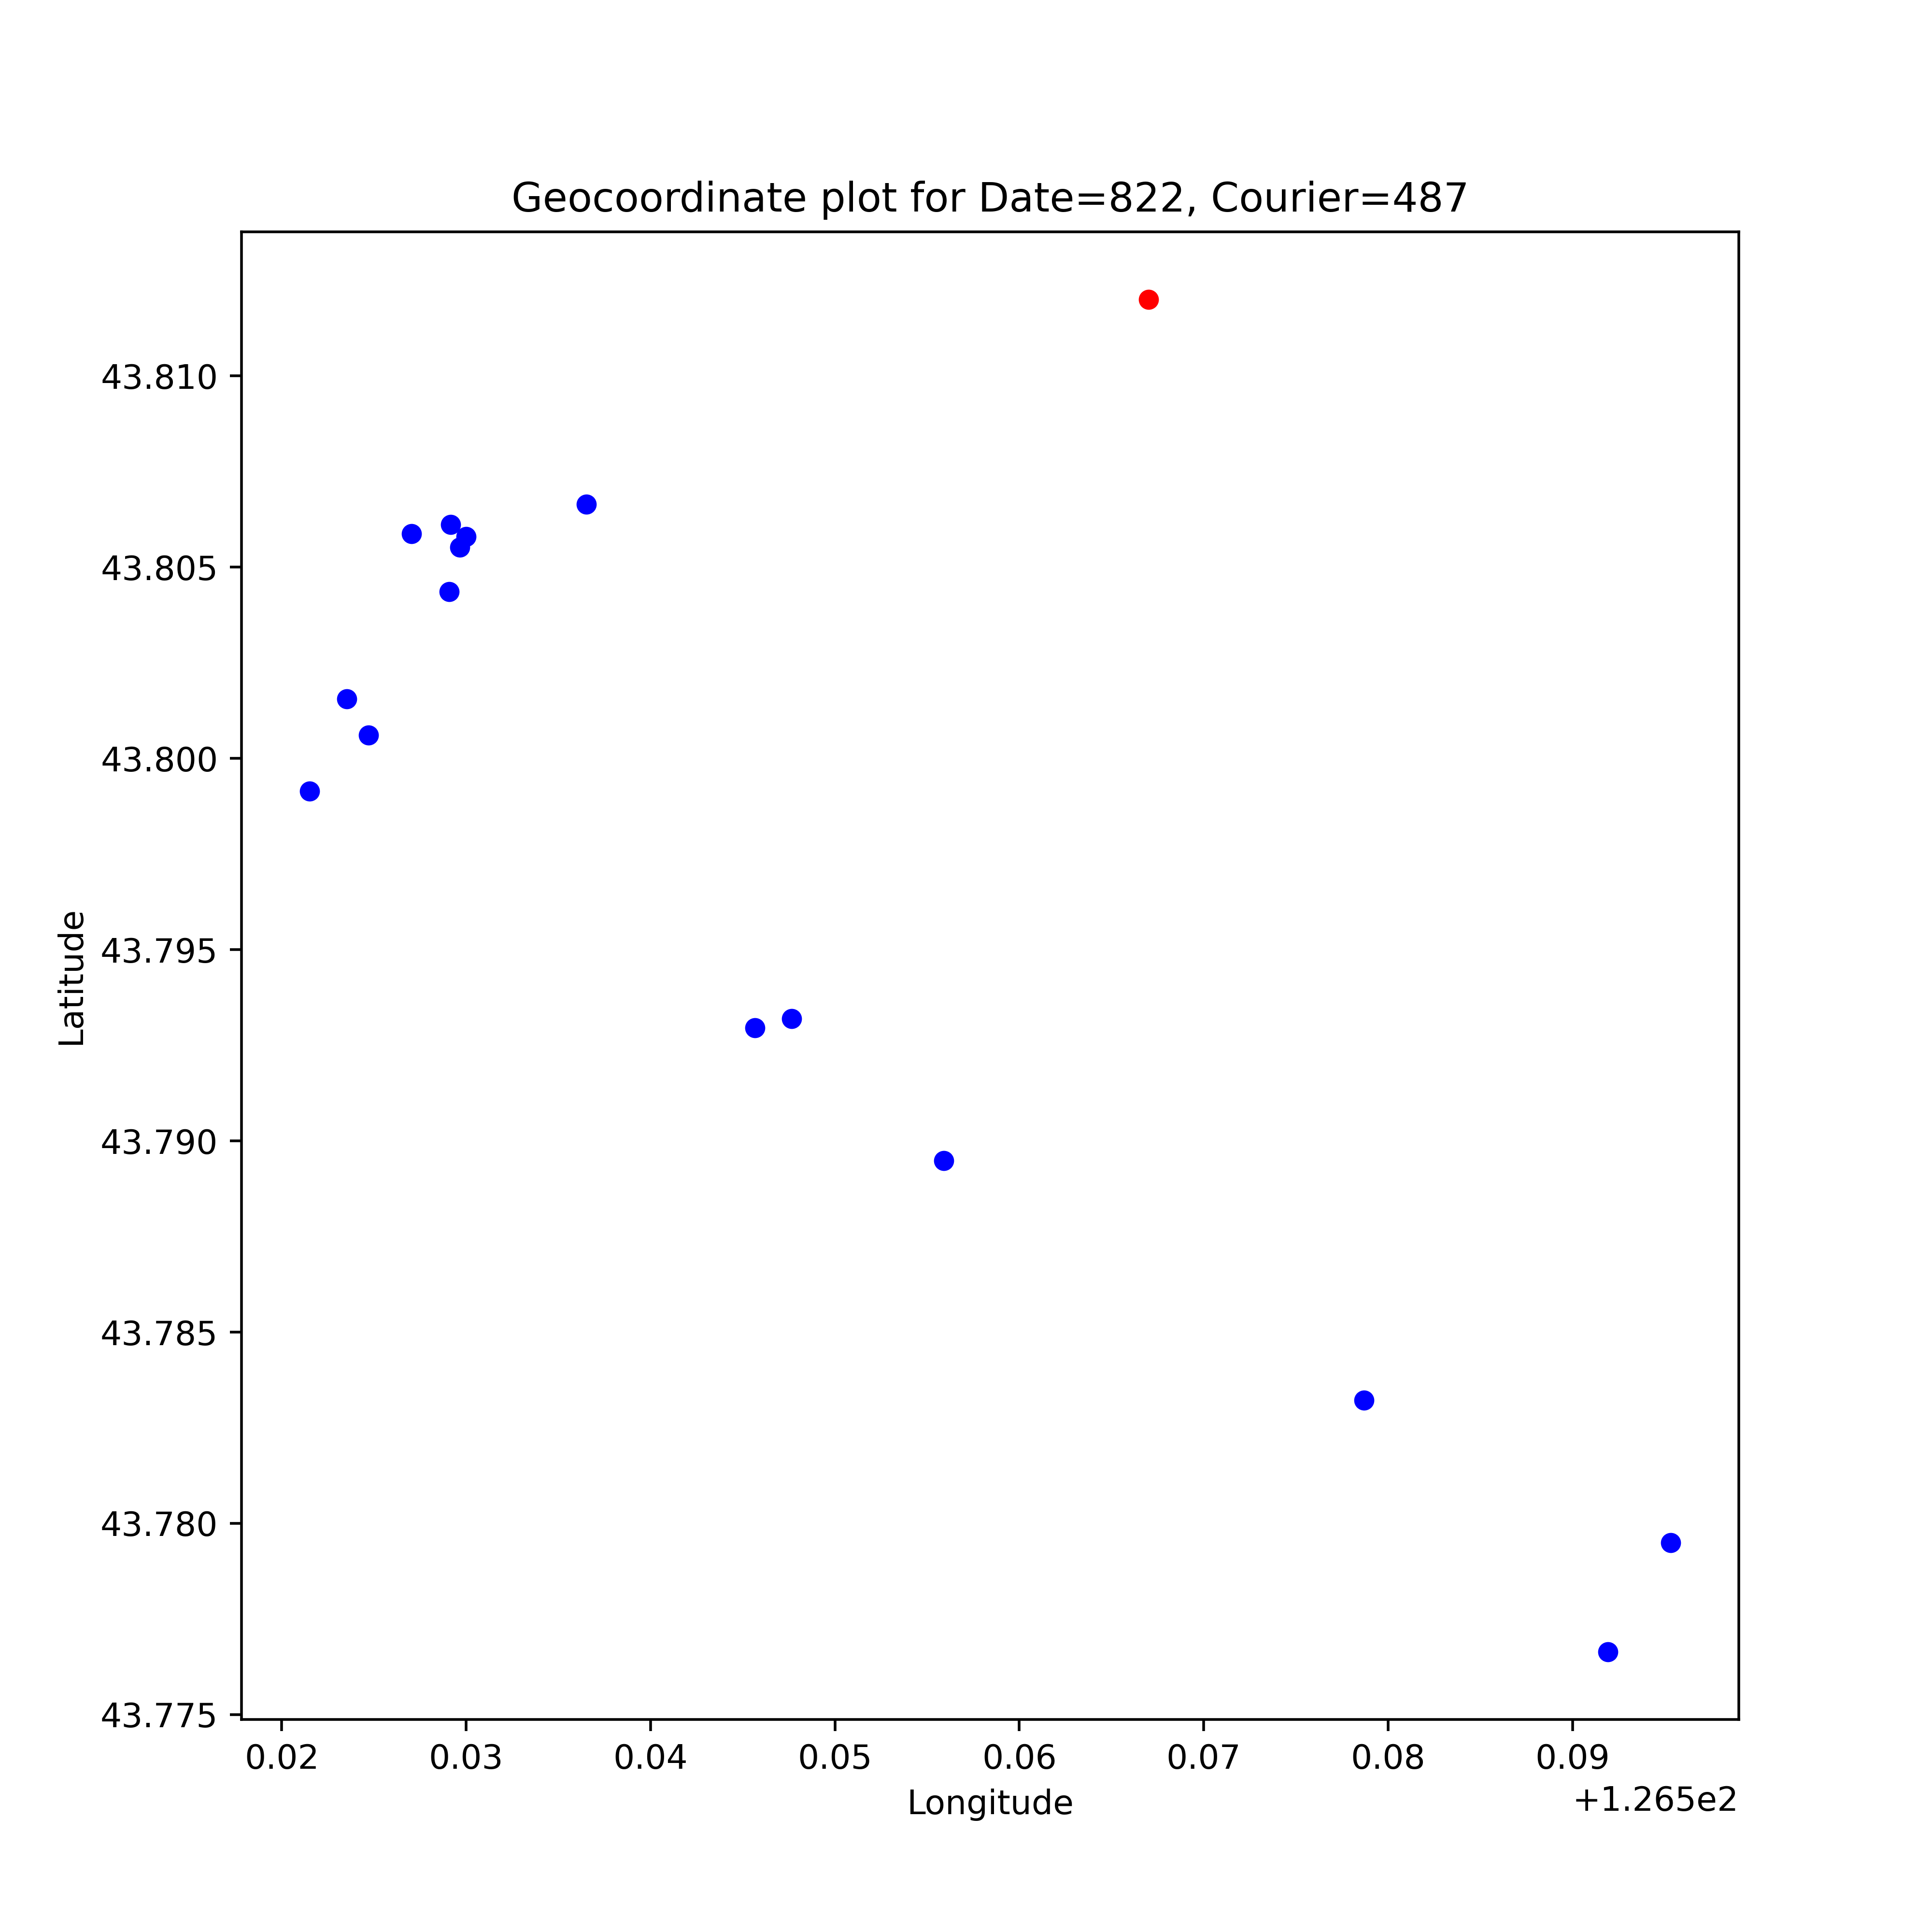 Geocoordinate plot for Date=822, Courier=487
43.810
43.805
43.800
43.795
43.790
43.785
43.780
43.775
Latitude
0.02 0.03 0.04 0.05 0.06 0.07 0.08 0.09
+1.265e2
Longitude